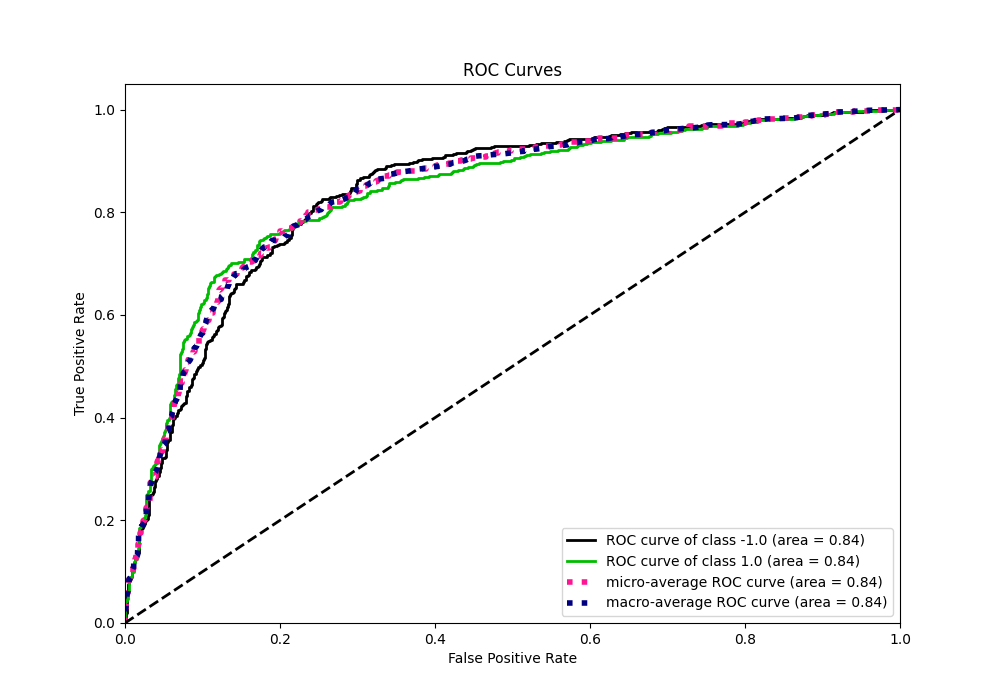 ROC Curves
True Positive Rate
1.0
0.8
0.6
0.4
0.2
0.0
ROC curve of class -1.0 (area = 0.84)
ROC curve of class 1.0 (area = 0.84)
micro-average ROC curve (area = 0.84)
macro-average ROC curve (area = 0.84)
0.0 0.2 0.4 0.6 0.8 1.0
False Positive Rate